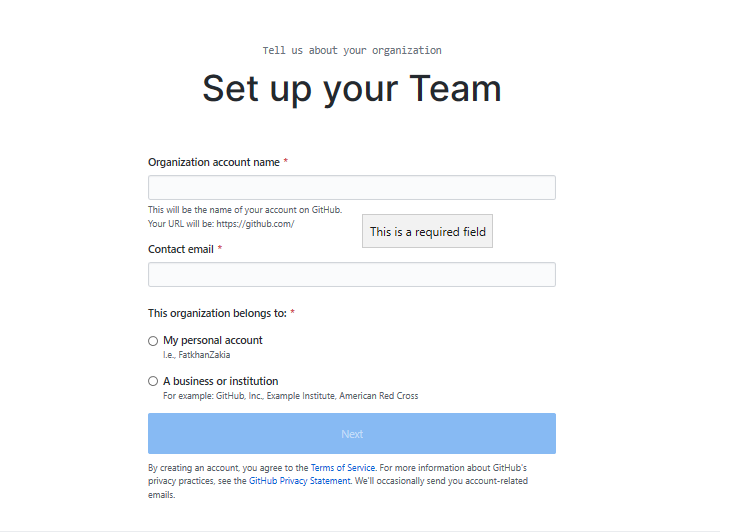 Tell us about your organization
Set up your Team
Organization account name *
This will be the name of your account on GitHub.
Your URL will be: https://github.com/
This is a required field
Contact email *
This organization belongs to: *
My personal account
I.e., FatkhanZakia
A business or institution
For example: GitHub, Inc., Example Institute, American Red Cross
Next
By creating an account, you agree to the Terms of Service. For more information about GitHub's
privacy practices, see the GitHub Privacy Statement. We'll occasionally send you account-related
emails.